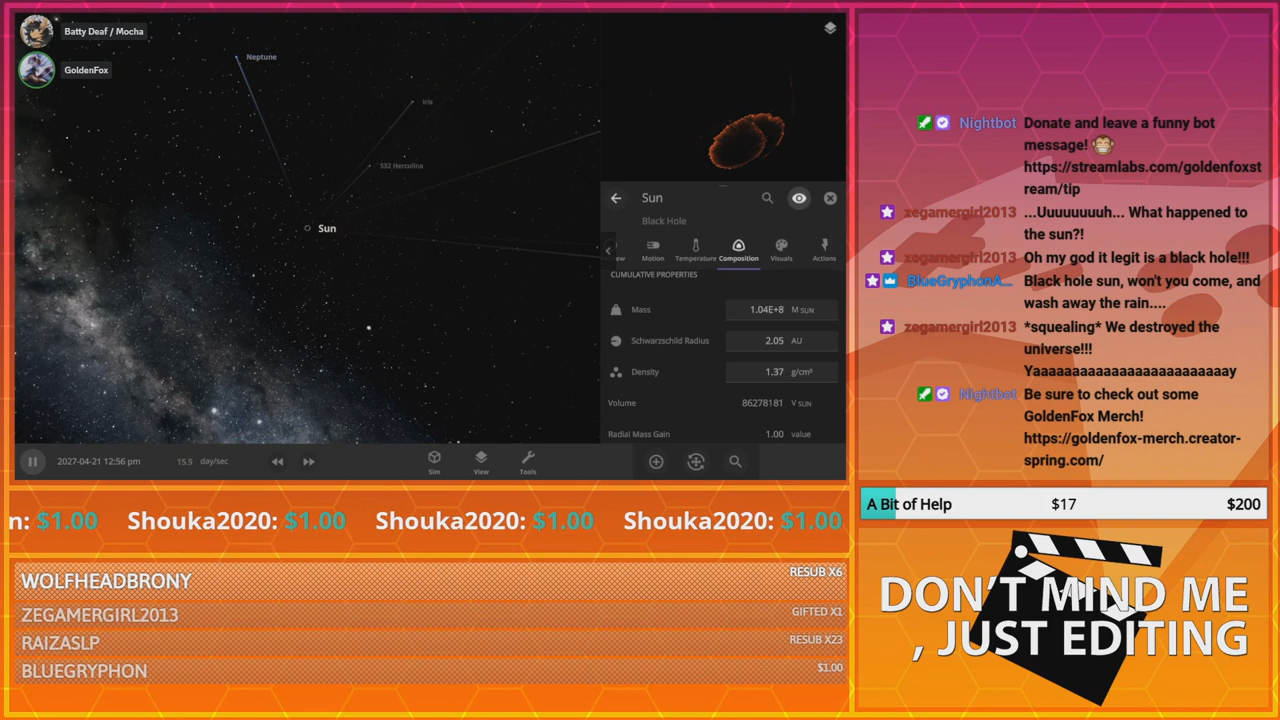 Batty Deaf / Mocha
GoldenFox
Neptune
Iris
532 Herculina
Sun
Sun
Black Hole
ew
Motion
Temperature
Composition
Visuals
Actions
CUMULATIVE PROPERTIES
Mass 1.04E+8 M SUN
Schwarzschild Radius 2.05 AU
Density 1.37 g/cm³
Volume 86278181 V SUN
Radial Mass Gain 1.00 value
2027-04-21 12:56 pm 15.9 day/sec
Sim
View
Tools
Nightbot Donate and leave a funny bot
message!
https://streamlabs.com/goldenfoxst
ream/tip
zegamergirl2013 ...Uuuuuuuuh... What happened to
the sun?!
zegamergirl2013 Oh my god it legit is a black hole!!!
BlueGryphonA... Black hole sun, won't you come, and
wash away the rain....
zegamergirl2013 *squealing* We destroyed the
universe!!!
Yaaaaaaaaaaaaaaaaaaaaaaaay
Nightbot Be sure to check out some
GoldenFox Merch!
https://goldenfox-merch.creator-
spring.com/
A Bit of Help $17 $200
n: $1.00 Shouka2020: $1.00 Shouka2020: $1.00 Shouka2020: $1.00
WOLFHEADBRONY RESUB X6
ZEGAMERGIRL2013 GIFTED X1
RAIZASLP RESUB X23
BLUEGRYPHON $1.00
DON'T MIND ME
, JUST EDITING